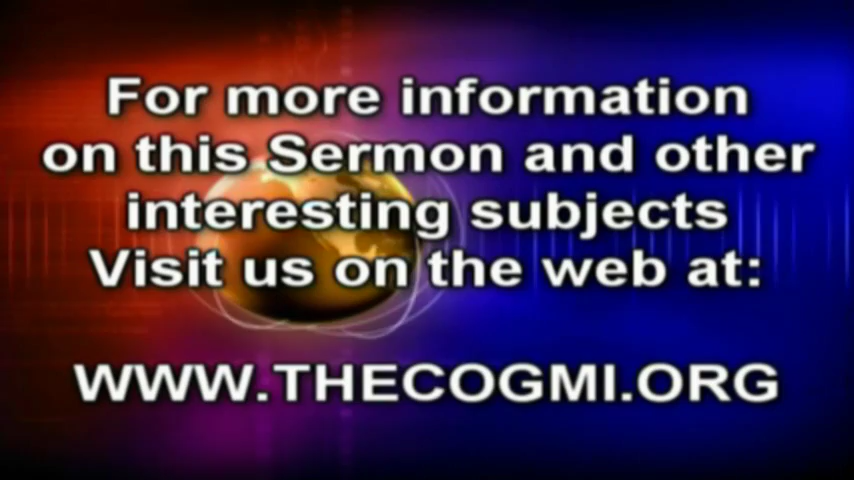 For more information
on this Sermon and other
interesting subjects
Visit us on the web at:
WWW.THECOGMI.ORG